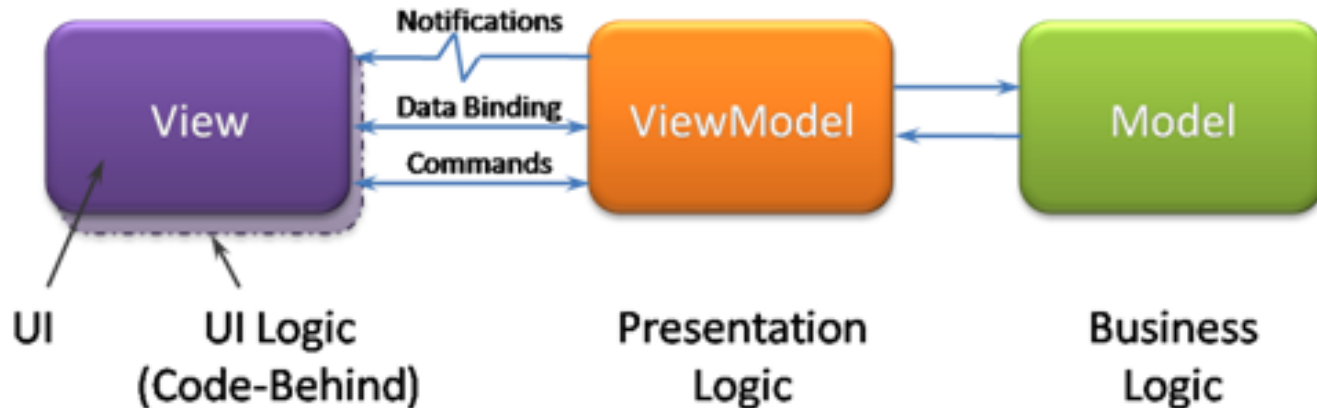 Notifications
View
Data Binding
ViewModel
Model
Commands
UI
UI Logic
(Code-Behind)
Presentation
Logic
Business
Logic